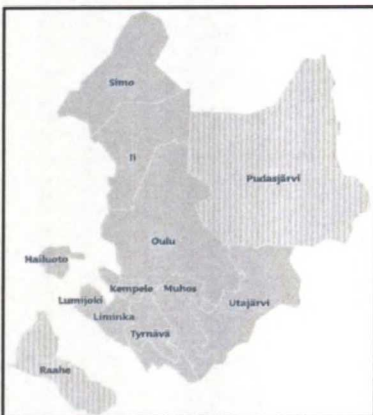 Simo
Ii
Pudasjärvi
Oulu
Hailuoto
Kempele
Muhos
Lumijoki
Utajärvi
Liminka
Tyrnävä
Raahe